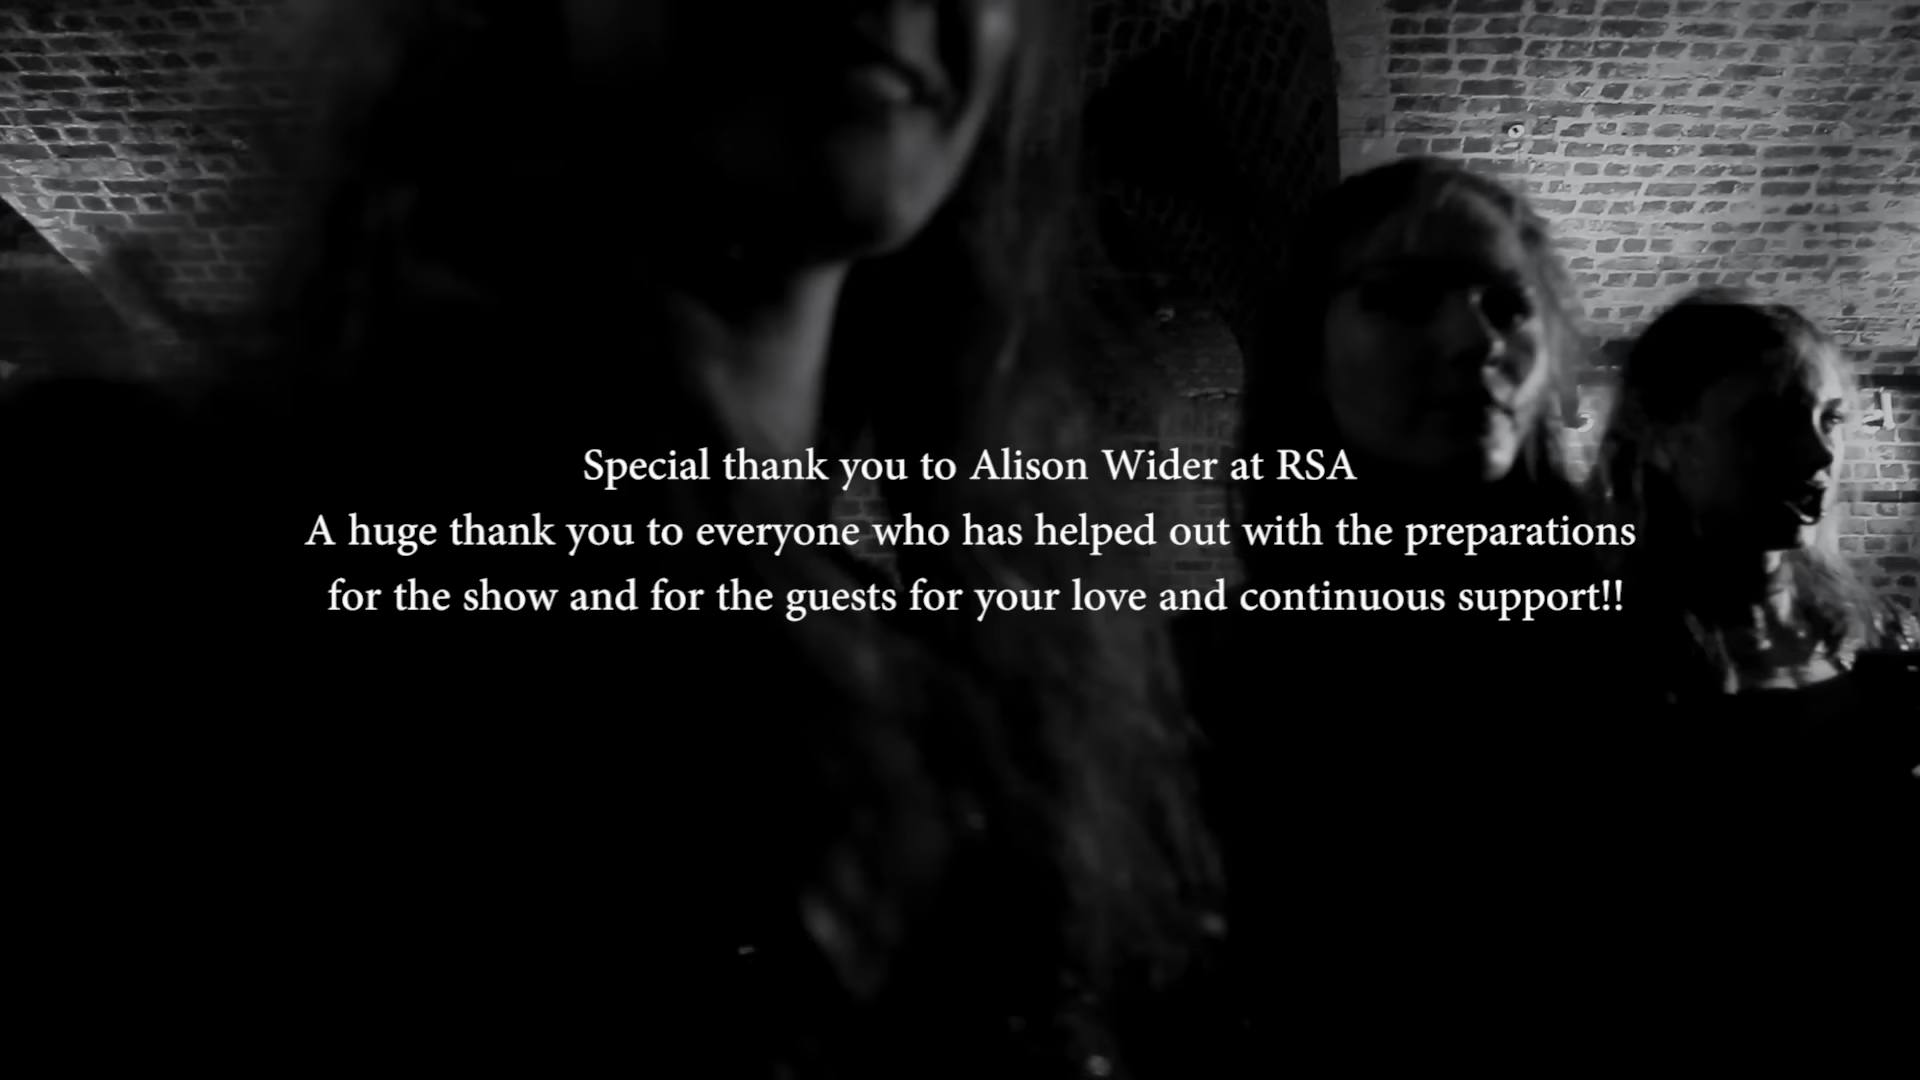 Special thank you to Alison Wider at RSA
A huge thank you to everyone who has helped out with the preparations
for the show and for the guests for your love and continuous support!!